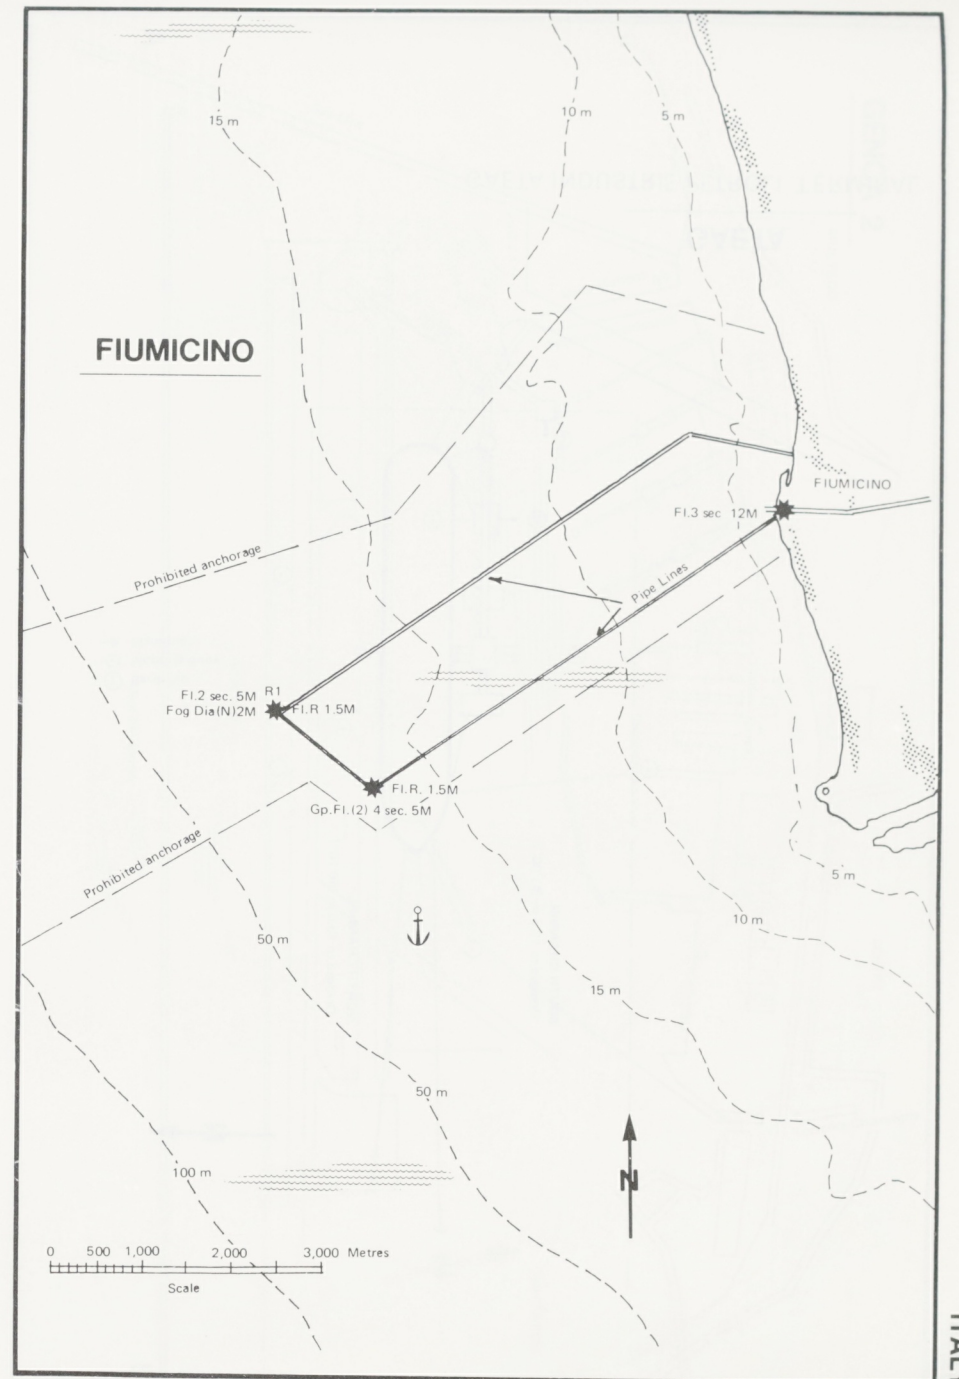 15 m
10 m
5 m
FIUMICINO
FIUMICINO
Fl.3 sec 12M
Prohibited anchorage
Pipe Lines
Fl.2 sec. 5M R1
Fog Dia(N)2M Fl.R 1.5M
Fl.R. 1.5M
Gp.Fl.(2) 4 sec. 5M
Prohibited anchorage
5 m
10 m
50 m
15 m
50 m
N
100 m
0 500 1,000 2,000 3,000 Metres
Scale